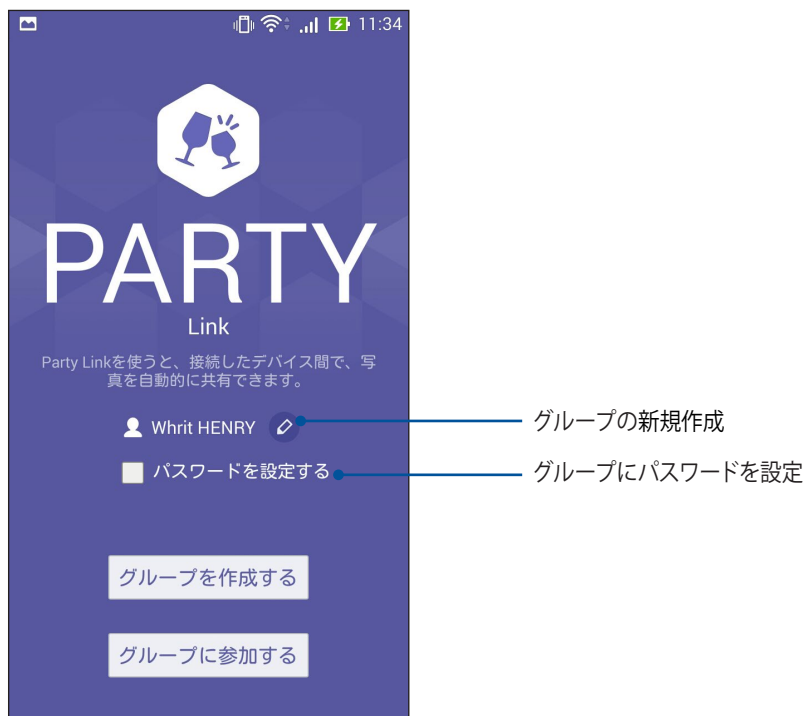 11:34
PARTY
Link
Party Linkを使うと、接続したデバイス間で、写
真を自動的に共有できます。
Whrit HENRY
グループの新規作成
パスワードを設定する
グループにパスワードを設定
グループを作成する
グループに参加する